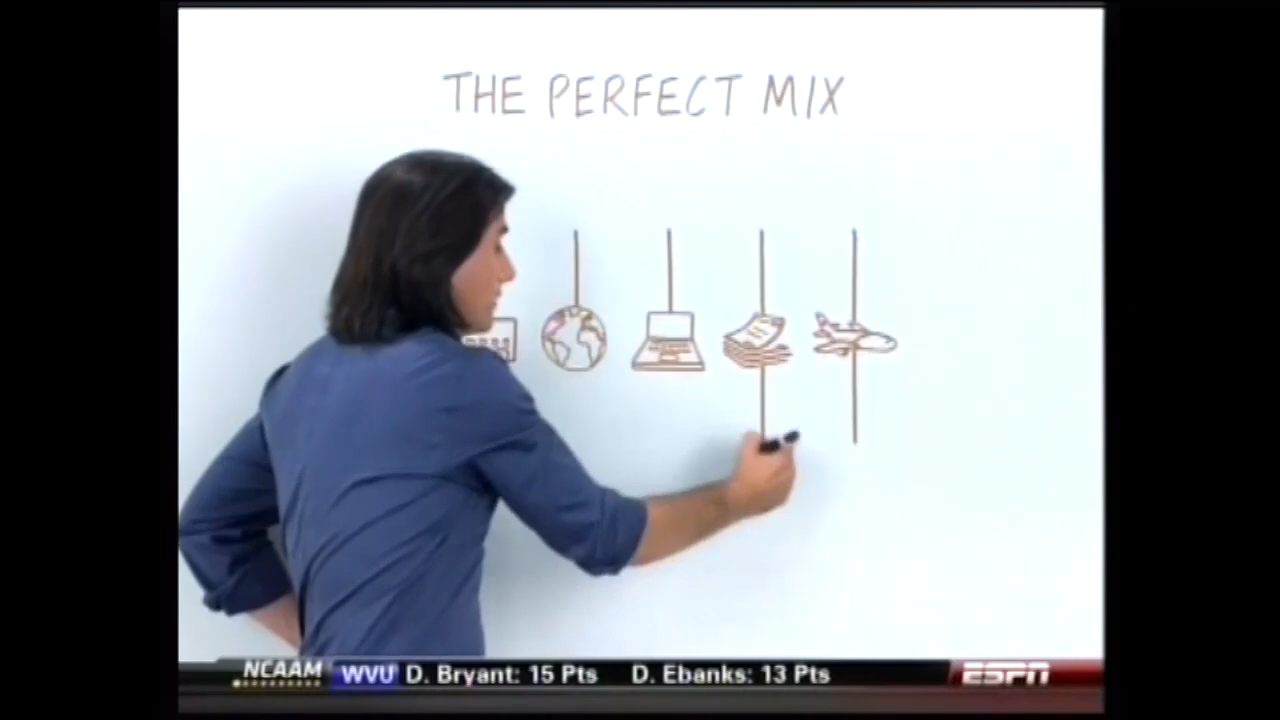 THE PERFECT MIX
NCAAM WVU D. Bryant: 15 Pts D. Ebanks: 13 Pts ESPN